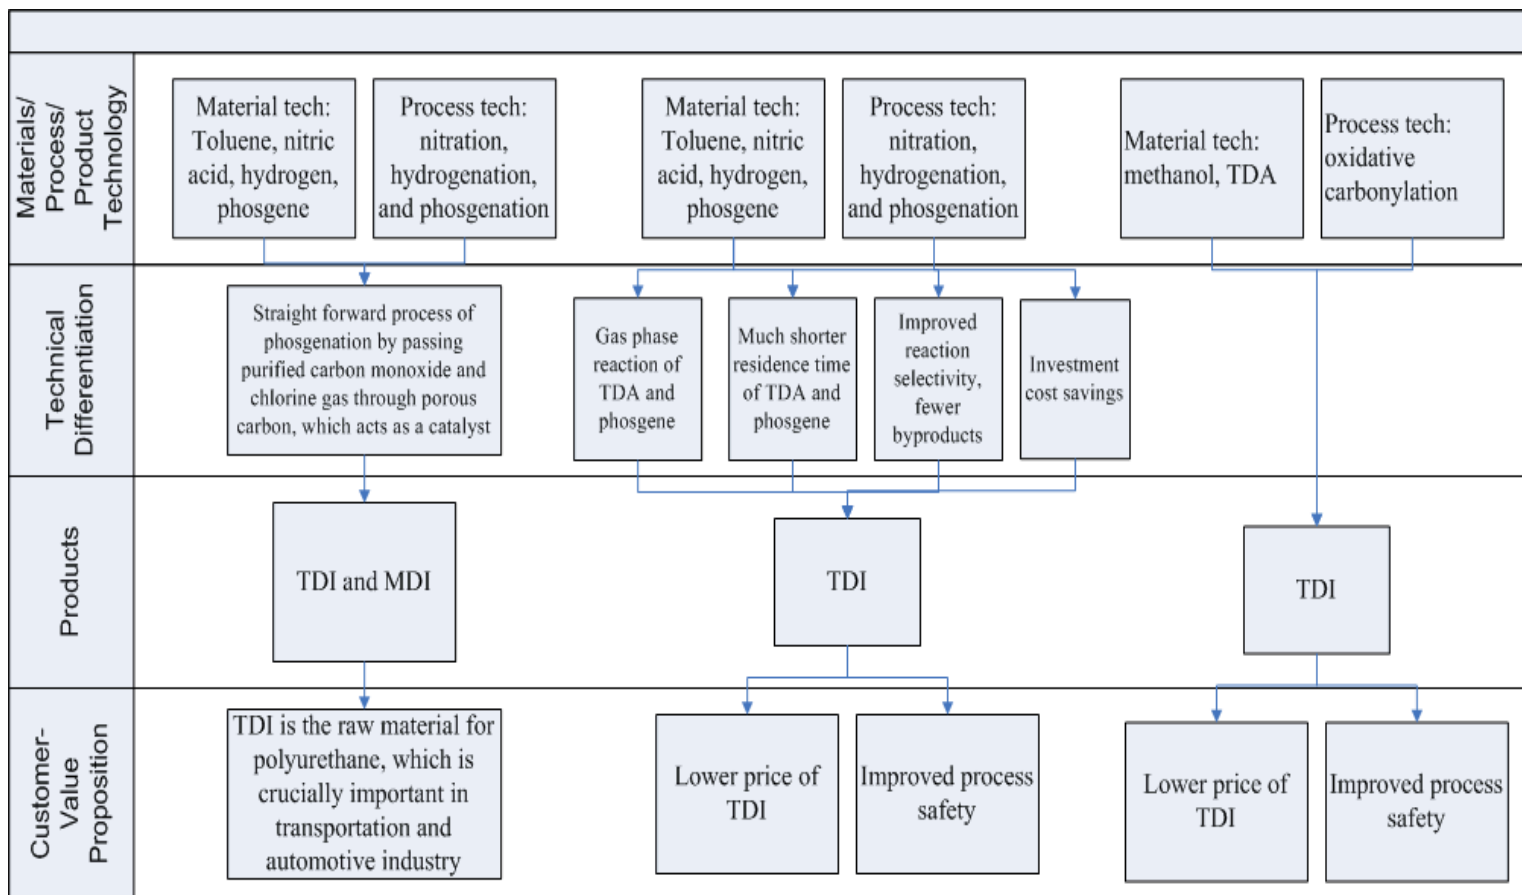 Materials/
Process/
Product
Technology
Material tech:
Toluene, nitric
acid, hydrogen,
phosgene
Process tech:
nitration,
hydrogenation,
and phosgenation
Material tech:
Toluene, nitric
acid, hydrogen,
phosgene
Process tech:
nitration,
hydrogenation,
and phosgenation
Material tech:
methanol, TDA
Process tech:
oxidative
carbonylation
Technical
Differentiation
Straight forward process of
phosgenation by passing
purified carbon monoxide and
chlorine gas through porous
carbon, which acts as a catalyst
Gas phase
reaction of
TDA and
phosgene
Much shorter
residence time
of TDA and
phosgene
Improved
reaction
selectivity,
fewer
byproducts
Investment
cost savings
Products
TDI and MDI
TDI
TDI
Customer-
Value
Proposition
TDI is the raw material for
polyurethane, which is
crucially important in
transportation and
automotive industry
Lower price of
TDI
Improved process
safety
Lower price of
TDI
Improved process
safety